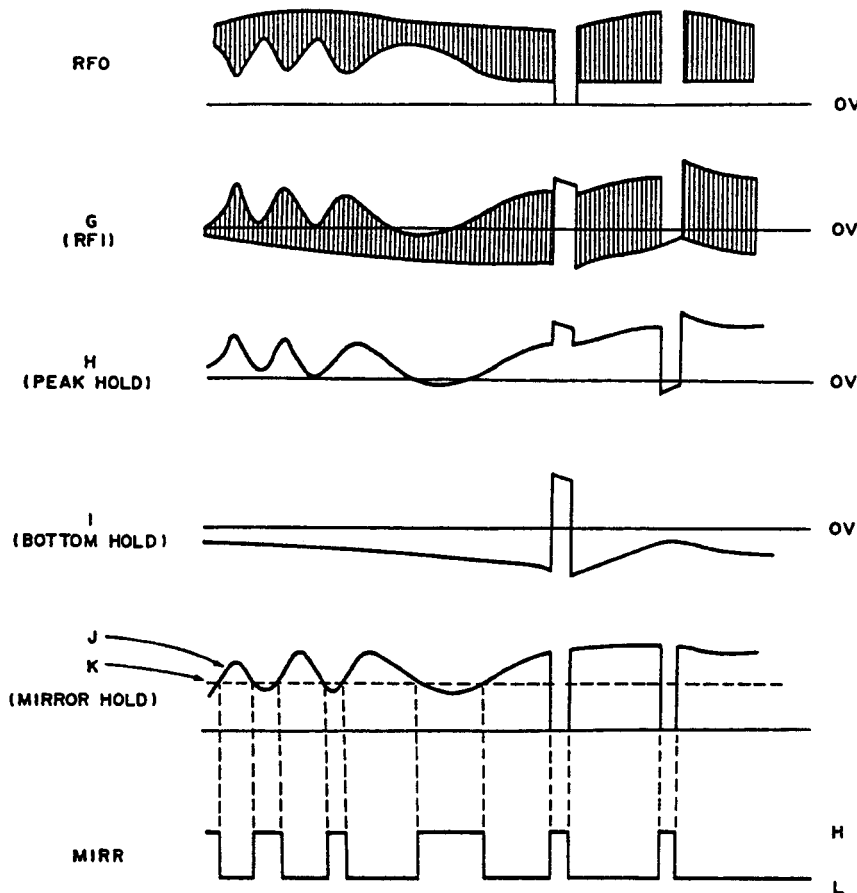 RFO
OV
G
(RFI)
OV
H
(PEAK HOLD)
OV
I
(BOTTOM HOLD)
OV
J
K
(MIRROR HOLD)
H
MIRR
L